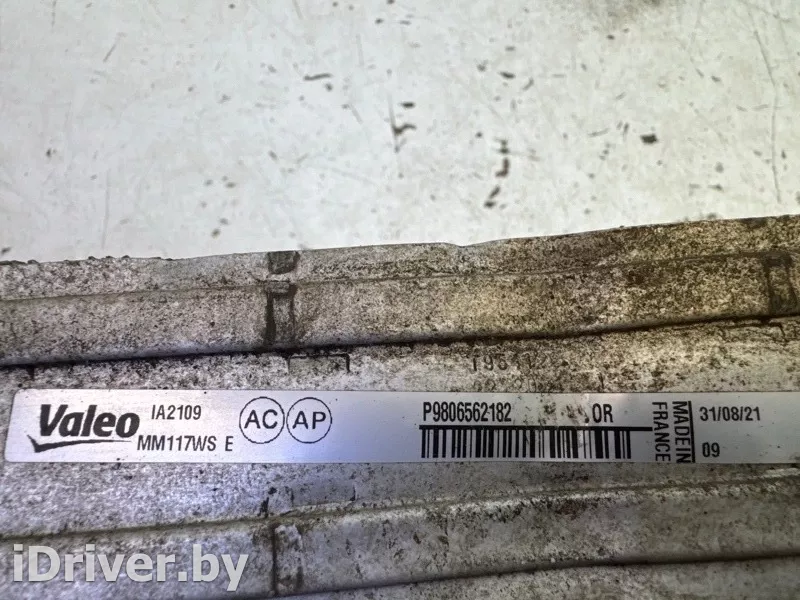 Valeo
IA2109
MM117WS E
AC
AP
P9806562182
OR
MADE IN
FRANCE
31/08/21
09
iDriver.by